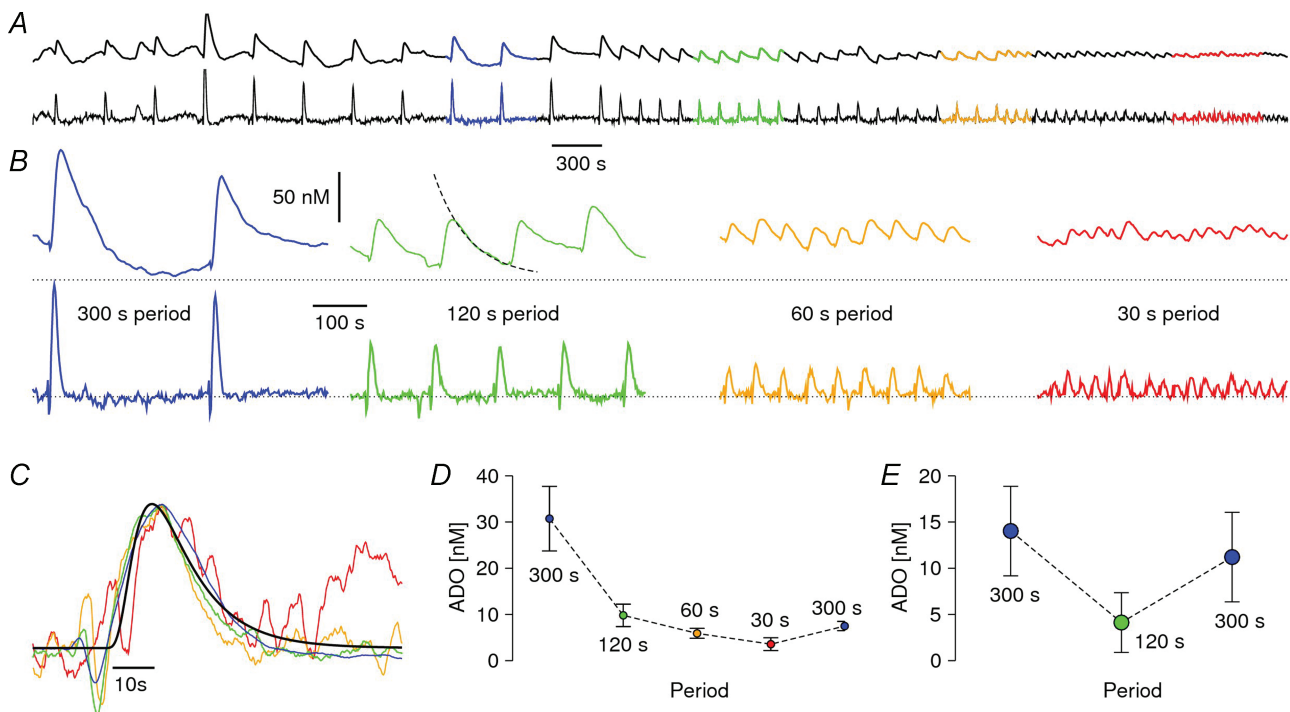 A
300 s
B
50 nM
300 s period
100 s
120 s period
60 s period
30 s period
C
10s
D
ADO [nM]
40
30
20
10
0
300 s
120 s
60 s
30 s
300 s
Period
E
ADO [nM]
20
15
10
5
0
300 s
120 s
300 s
Period